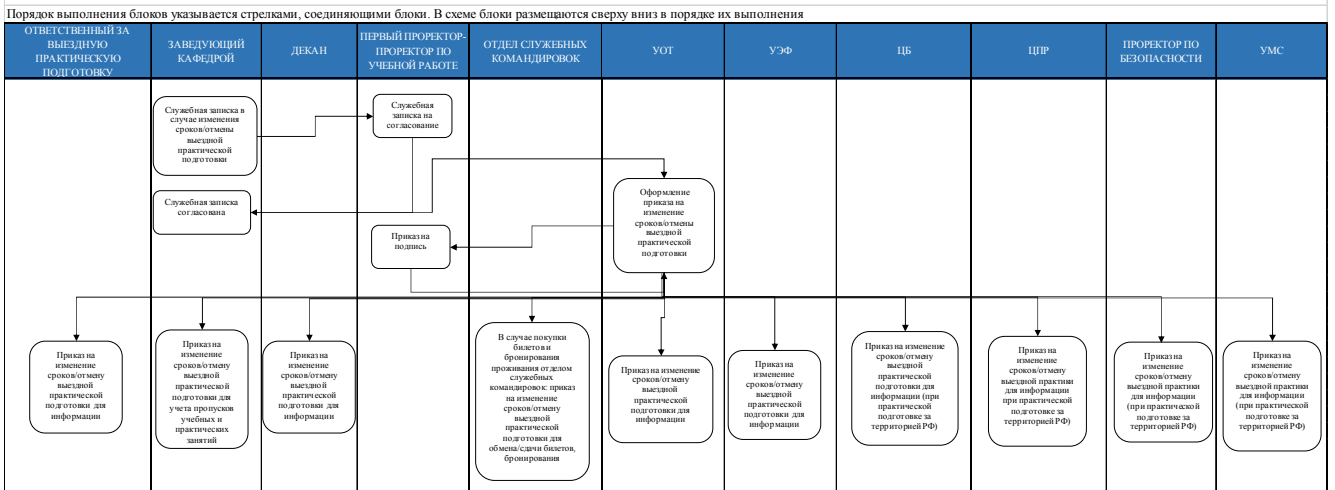 Порядок выполнения блоков указывается стрелками, соединяющими блоки. В схеме блоки размещаются сверху вниз в порядке их выполнения
ОТВЕТСТВЕННЫЙ ЗА
ВЫЕЗДНУЮ
ПРАКТИЧЕСКУЮ
ПОДГОТОВКУ
ЗАВЕДУЮЩИЙ
КАФЕДРОЙ
ДЕКАН
ПЕРВЫЙ ПРОРЕКТОР-
ПРОРЕКТОР ПО
УЧЕБНОЙ РАБОТЕ
ОТДЕЛ СЛУЖЕБНЫХ
КОМАНДИРОВОК
УОТ
УЭФ
ЦБ
ЦПР
ПРОРЕКТОР ПО
БЕЗОПАСНОСТИ
УМС
Служебная записка в
случае изменения
сроков/отмены
выездной
практической
подготовки
Служебная
записка на
согласование
Служебная записка
согласована
Оформление
приказа на
изменение
сроков/отмены
выездной
практической
подготовки
Приказ на
подпись
Приказ на
изменение
сроков/отмену
выездной
практической
подготовки для
информации
Приказ на
изменение
сроков/отмену
выездной
практической
подготовки для
учета пропусков
учебных и
практических
занятий
Приказ на
изменение
сроков/отмену
выездной
практической
подготовки для
информации
В случае покупки
билетов и
бронирования
проживания отделом
служебных
командировок: приказ
на изменение
сроков/отмену
выездной
практической
подготовки для
обмена/сдачи билетов,
бронирования
Приказ на изменение
сроков/отмену
выездной
практической
подготовки для
информации
Приказ на
изменение
сроков/отмену
выездной
практической
подготовки для
информации
Приказ на изменение
сроков/отмену
выездной
практической
подготовки для
информации (при
практической
подготовке за
территорией РФ)
Приказ на
изменение
сроков/отмену
выездной практики
для информации
при практической
подготовке за
территорией РФ)
Приказ на
изменение
сроков/отмену
выездной практики
для информации
(при практической
подготовке за
территорией РФ)
Приказ на
изменение
сроков/отмену
выездной практики
для информации
(при практической
подготовке за
территорией РФ)